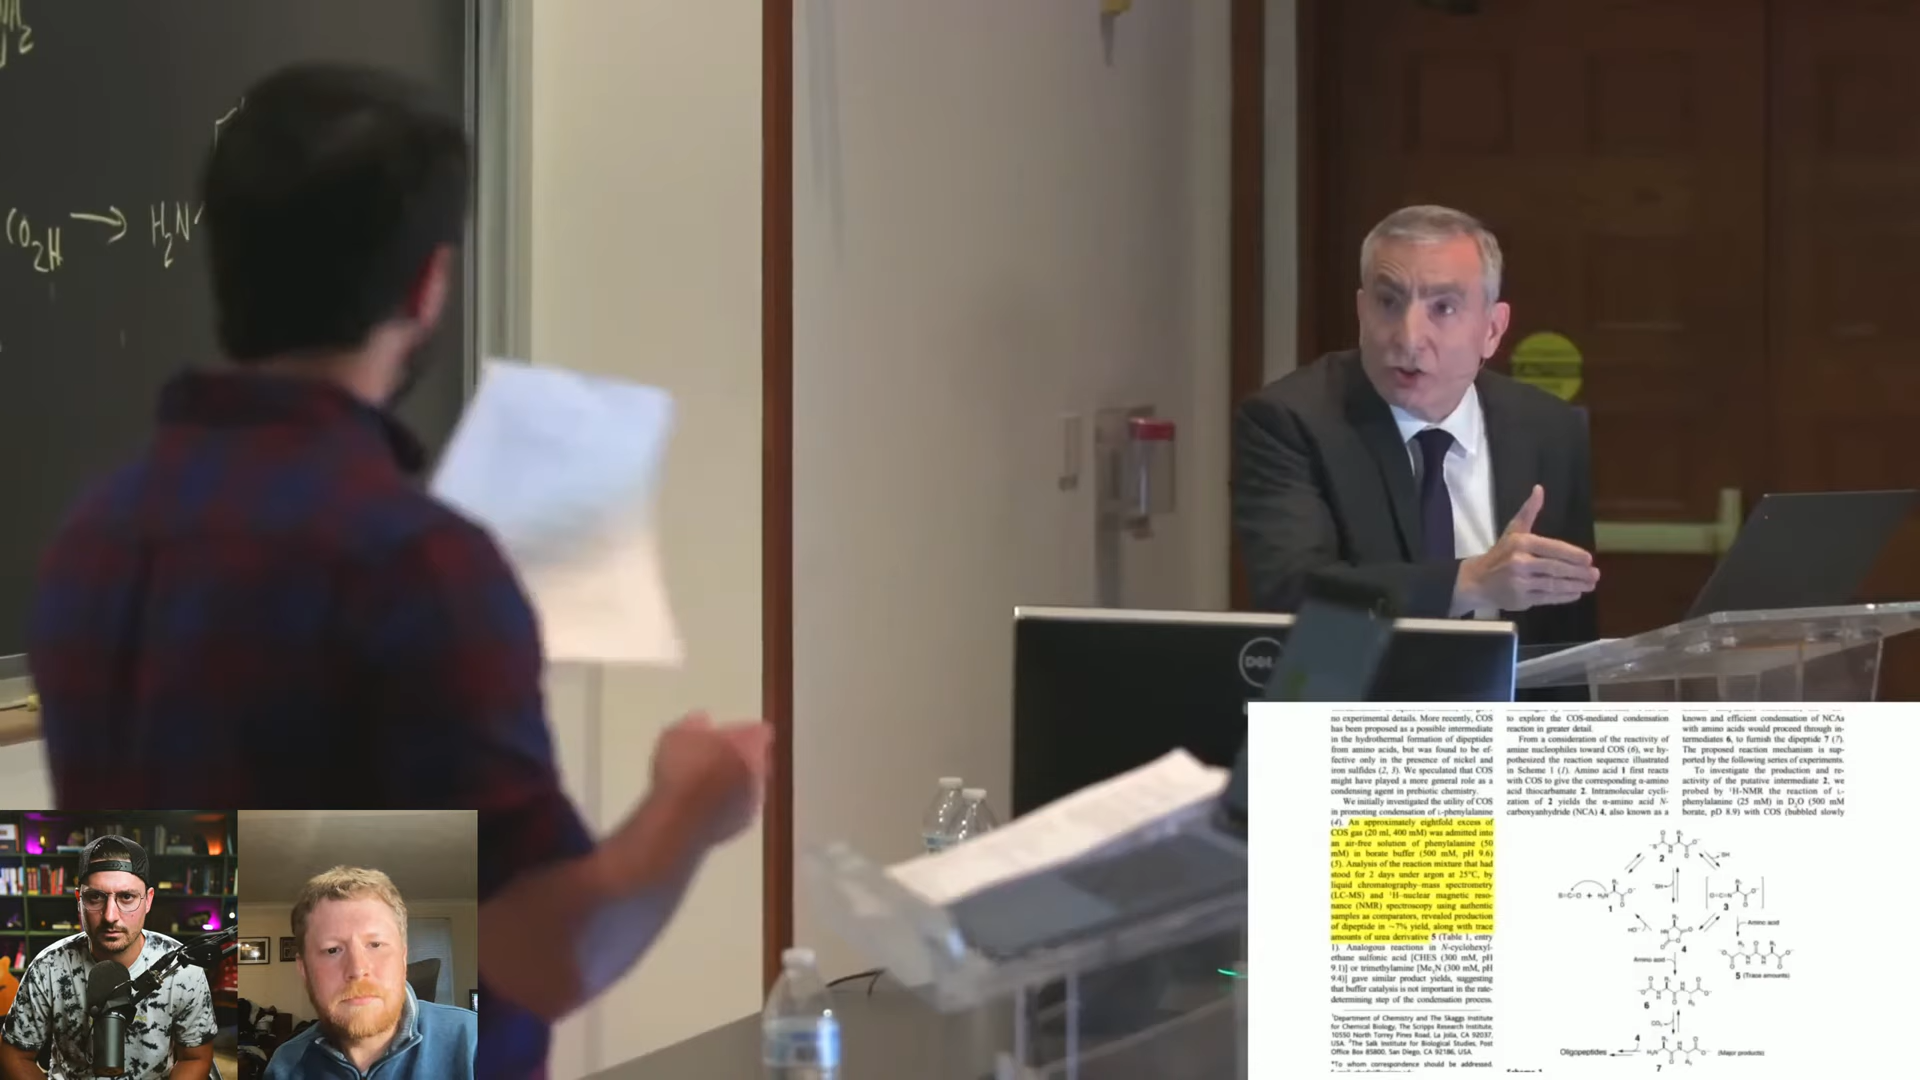 CO₂H → H₂N
DELL
no experimental details. More recently, COS
has been proposed as a possible intermediate
in the hydrothermal formation of dipeptides
from amino acids, but was found to be ef-
fective only in the presence of nickel and
iron sulfides (2, 3). We speculated that COS
might have played a more general role as a
condensing agent in prebiotic chemistry.
We initially investigated the utility of COS
in promoting condensation of L-phenylalanine
(4). An approximately eightfold excess of
COS gas (20 ml, 400 mM) was admitted into
an air-free solution of phenylalanine (50
mM) in borate buffer (500 mM, pH 9.6)
(5). Analysis of the reaction mixture that had
stood for 2 days under argon at 25°C, by
liquid chromatography–mass spectrometry
(LC-MS) and ¹H–nuclear magnetic reso-
nance (NMR) spectroscopy using authentic
samples as comparators, revealed production
of dipeptide in ~7% yield, along with trace
amounts of urea derivative 5 (Table 1, entry
1). Analogous reactions in N-cyclohexyl-
ethane sulfonic acid [CHES (300 mM, pH
9.1)] or trimethylamine [Me₃N (300 mM, pH
9.4)] gave similar product yields, suggesting
that buffer catalysis is not important in the rate-
determining step of the condensation process.
¹Department of Chemistry and The Skaggs Institute
for Chemical Biology, The Scripps Research Institute,
10550 North Torrey Pines Road, La Jolla, CA 92037,
USA. ²The Salk Institute for Biological Studies, Post
Office Box 85800, San Diego, CA 92186, USA.
*To whom correspondence should be addressed.
to explore the COS-mediated condensation
reaction in greater detail.
From a consideration of the reactivity of
amine nucleophiles toward COS (6), we hy-
pothesized the reaction sequence illustrated
in Scheme 1 (1). Amino acid 1 first reacts
with COS to give the corresponding α-amino
acid thiocarbamate 2. Intramolecular cycli-
zation of 2 yields the α-amino acid N-
carboxyanhydride (NCA) 4, also known as a
known and efficient condensation of NCAs
with amino acids would proceed through in-
termediates 6, to furnish the dipeptide 7 (7).
The proposed reaction mechanism is sup-
ported by the following series of experiments.
To investigate the production and re-
activity of the putative intermediate 2, we
probed by ¹H-NMR the reaction of L-
phenylalanine (25 mM) in D₂O (500 mM
borate, pD 8.9) with COS (bubbled slowly
2
1
3
Amino acid
4
Amino acid
5 (Trace amounts)
6
4
Oligopeptides
(Major products)
7